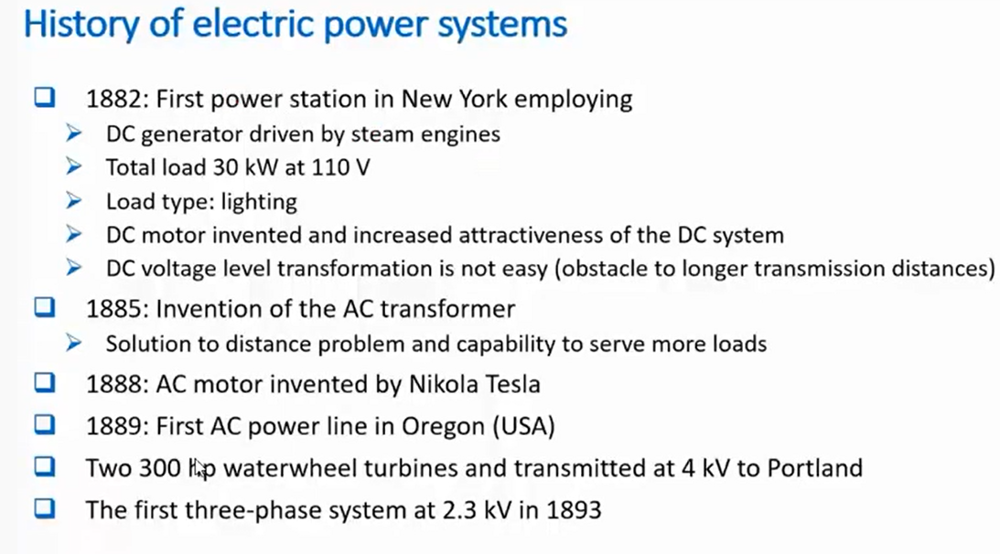 History of electric power systems
1882: First power station in New York employing
DC generator driven by steam engines
Total load 30 kW at 110 V
Load type: lighting
DC motor invented and increased attractiveness of the DC system
DC voltage level transformation is not easy (obstacle to longer transmission distances)
1885: Invention of the AC transformer
Solution to distance problem and capability to serve more loads
1888: AC motor invented by Nikola Tesla
1889: First AC power line in Oregon (USA)
Two 300 hp waterwheel turbines and transmitted at 4 kV to Portland
The first three-phase system at 2.3 kV in 1893